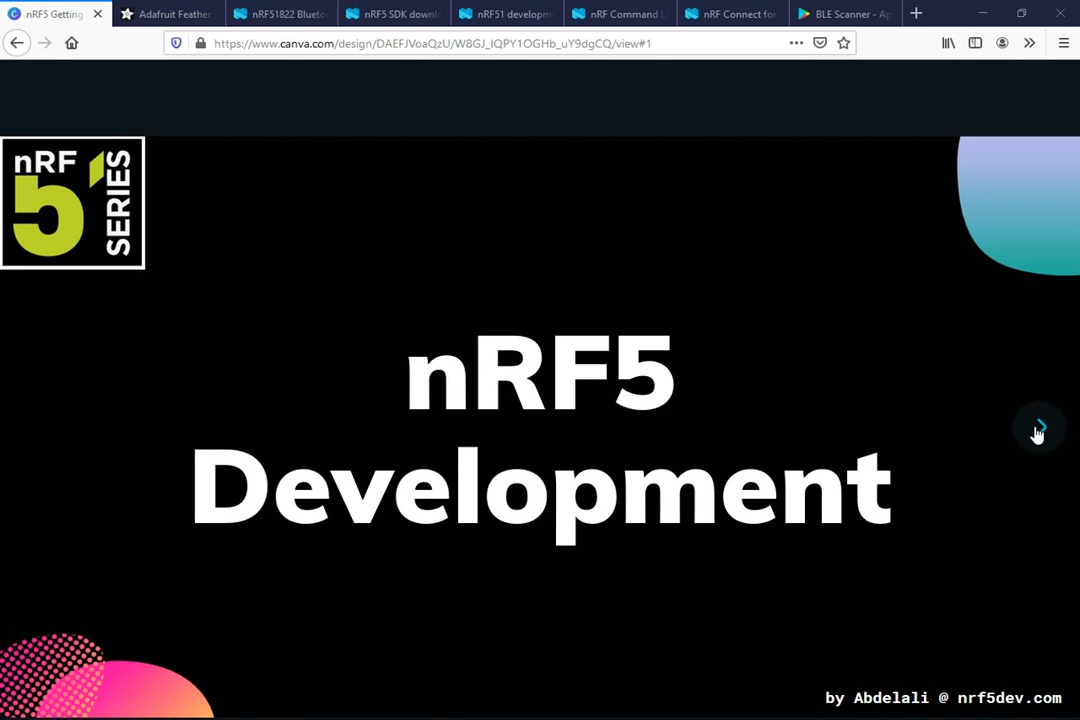 nRF5 Getting
Adafruit Feather
nRF51822 Blueto
nRF5 SDK downl
nRF51 developm
nRF Command L
nRF Connect for
BLE Scanner - Ap
https://www.canva.com/design/DAEFJVoaQzU/W8GJ_IQPY1OGHb_uY9dgCQ/view#1
nRF
5
SERIES
nRF5
Development
by Abdelali @ nrf5dev.com